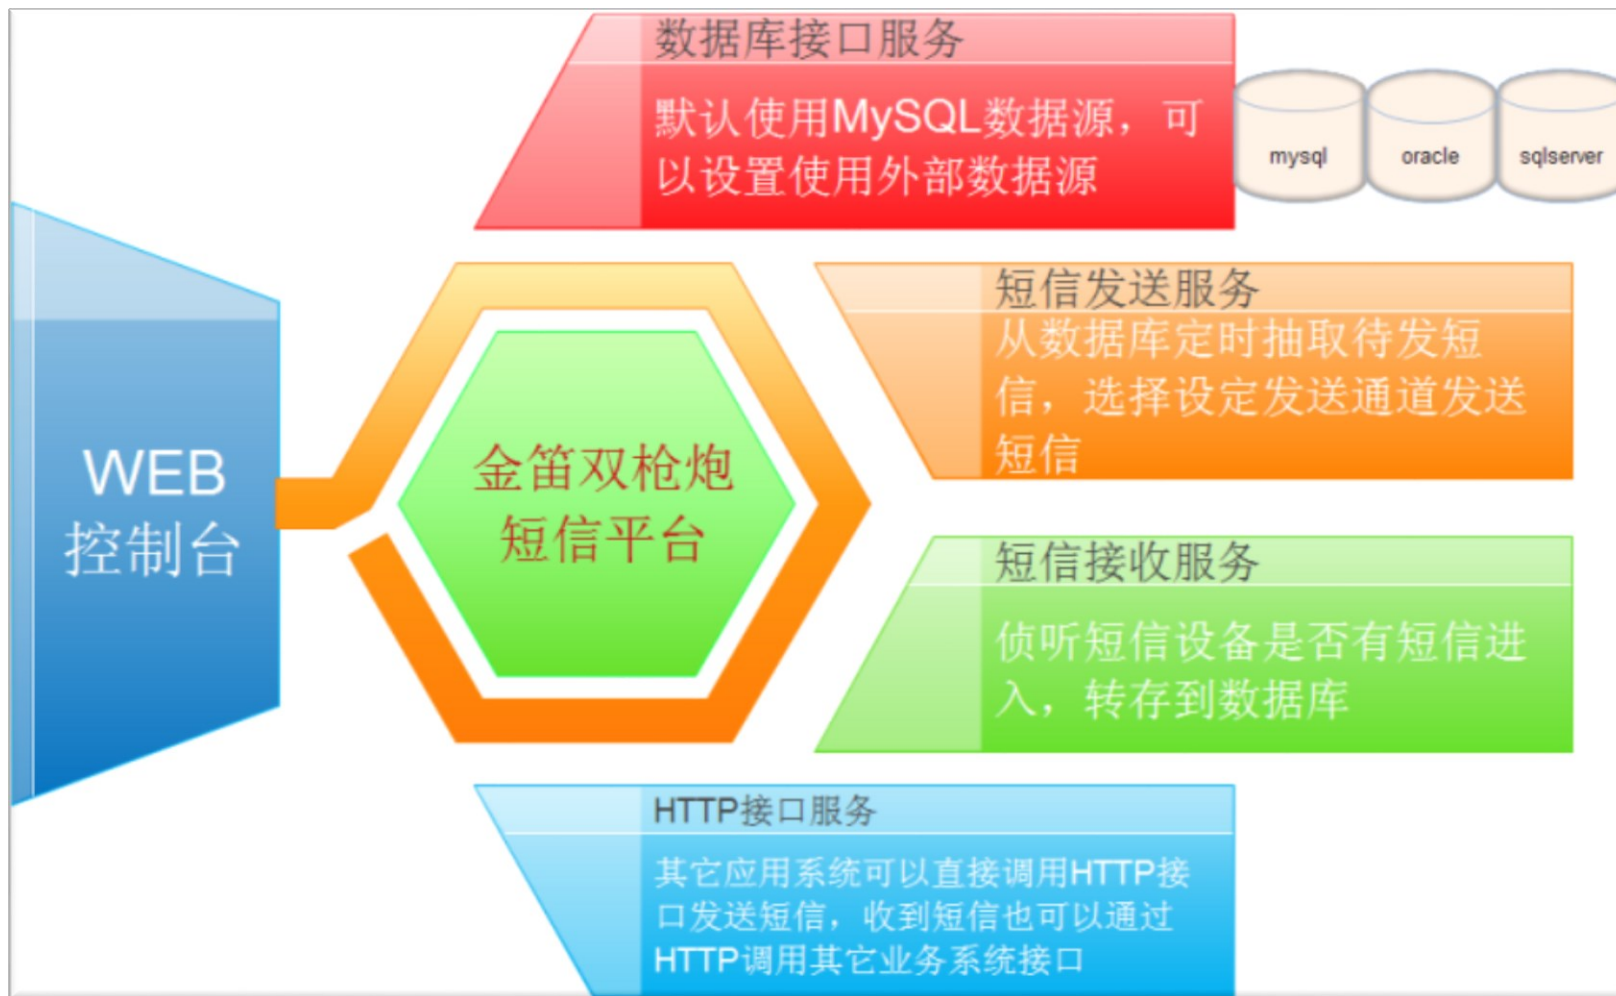 数据库接口服务
默认使用MySQL数据源，可
以设置使用外部数据源
mysql
oracle
sqlserver
短信发送服务
从数据库定时抽取待发短
信，选择设定发送通道发送
短信
WEB
控制台
金笛双枪炮
短信平台
短信接收服务
侦听短信设备是否有短信进
入，转存到数据库
HTTP接口服务
其它应用系统可以直接调用HTTP接
口发送短信，收到短信也可以通过
HTTP调用其它业务系统接口